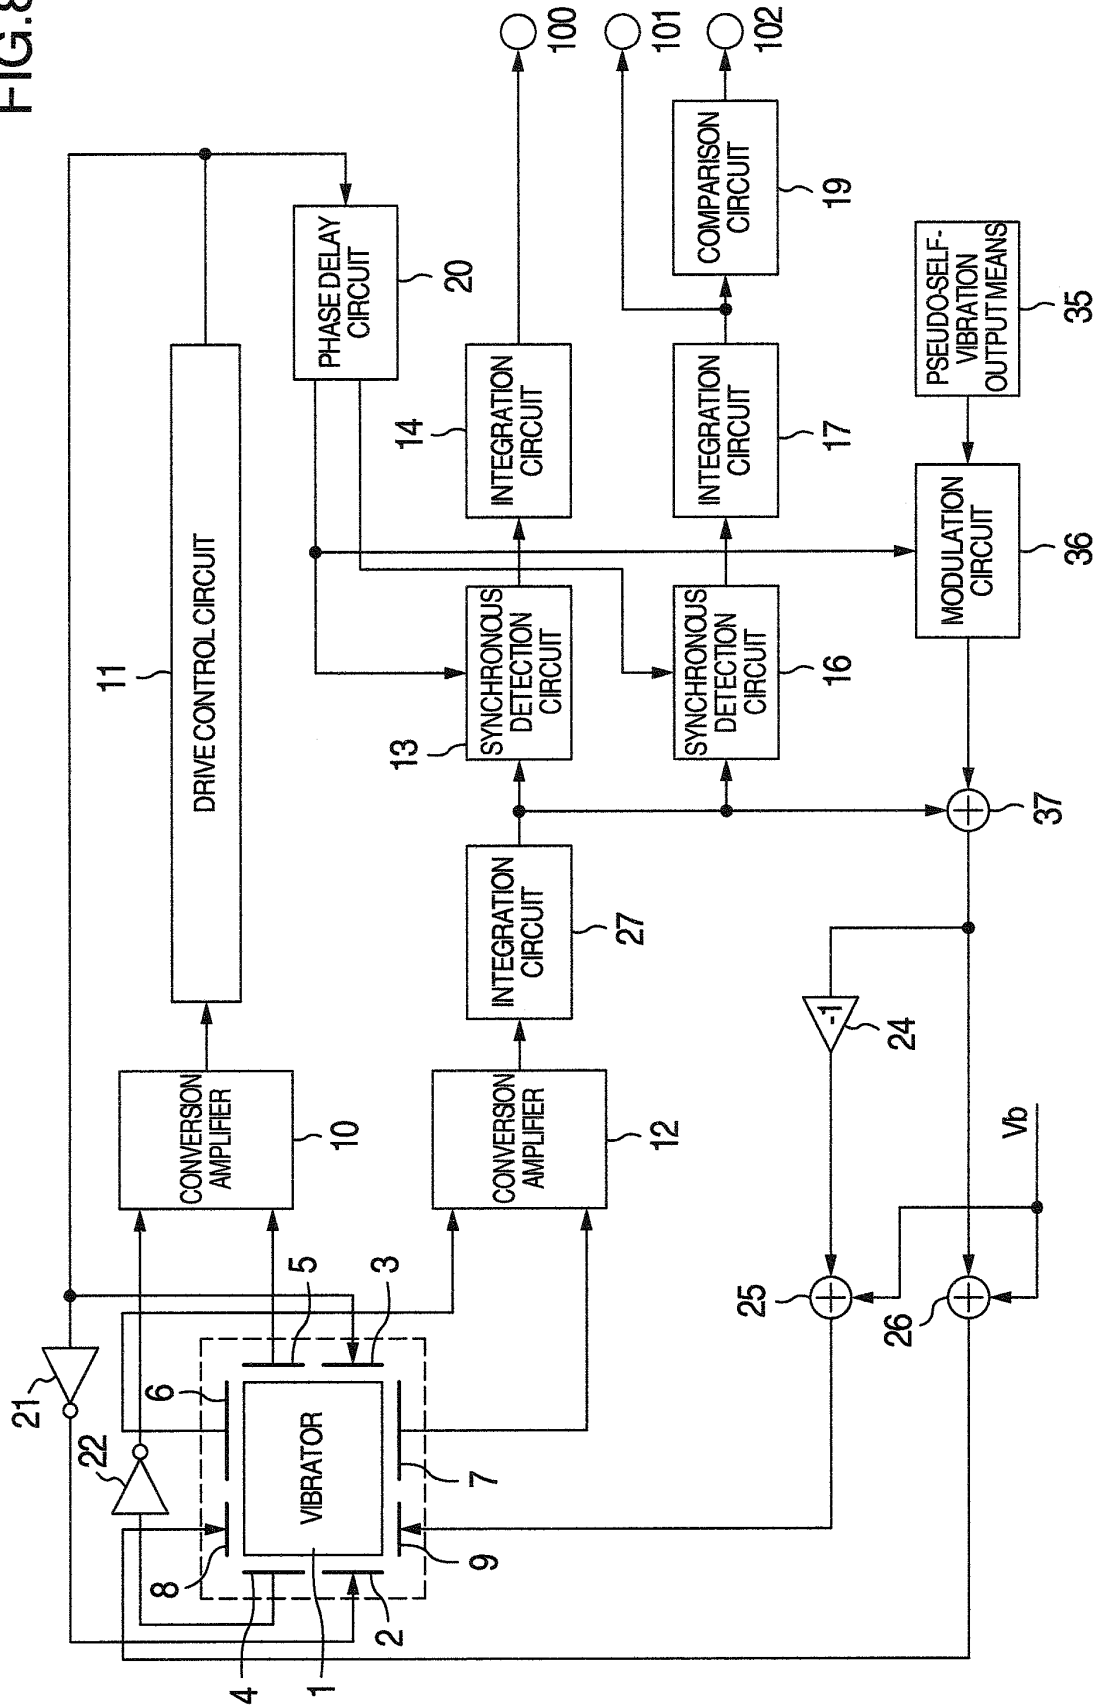 FIG.8
11
DRIVE CONTROL CIRCUIT
PHASE DELAY
CIRCUIT
20
21
22
CONVERSION
AMPLIFIER
10
6
5
3
8
4
1
VIBRATOR
2
9
7
CONVERSION
AMPLIFIER
12
INTEGRATION
CIRCUIT
27
13
SYNCHRONOUS
DETECTION
CIRCUIT
14
INTEGRATION
CIRCUIT
100
SYNCHRONOUS
DETECTION
CIRCUIT
16
INTEGRATION
CIRCUIT
17
COMPARISON
CIRCUIT
19
101
102
PSEUDO-SELF-
VIBRATION
OUTPUT MEANS
35
MODULATION
CIRCUIT
36
37
-1
24
25
26
Vb